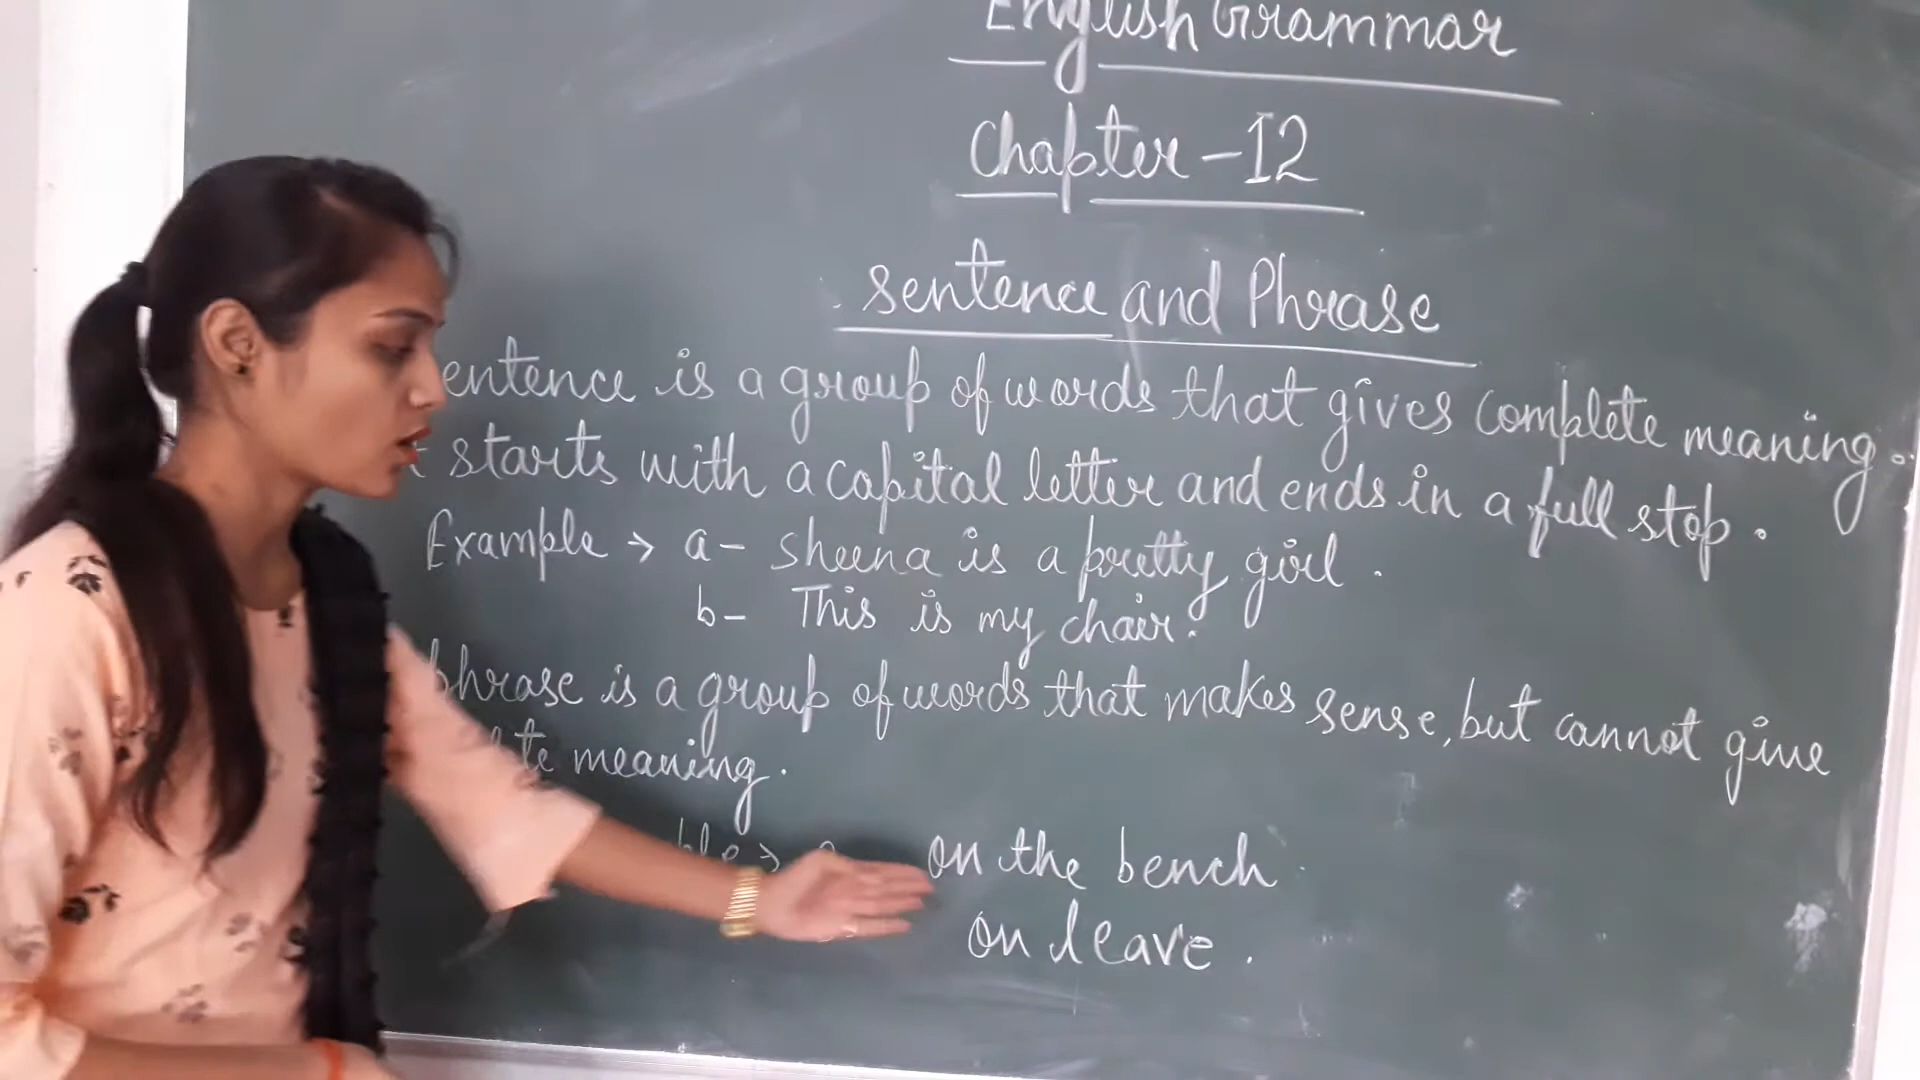 English Grammar
Chapter - 12
Sentence and Phrase
entence is a group of words that gives complete meaning.
starts with a capital letter and ends in a full stop.
Example → a- Sheena is a pretty girl.
b- This is my chair.
phrase is a group of words that makes sense, but cannot give
te meaning.
ple → on the bench
on leave.